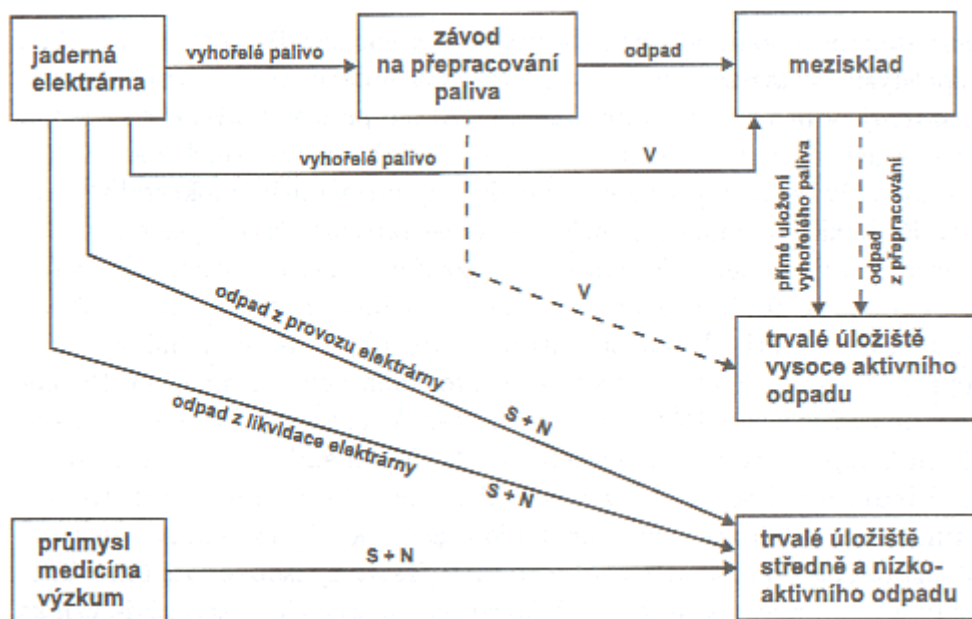 jaderná
elektrárna
vyhořelé palivo
závod
na přepracování
paliva
odpad
mezisklad
vyhořelé palivo
V
přímé uložení
vyhořelého paliva
odpad
z přepracování
V
trvalé úložiště
vysoce aktivního
odpadu
odpad z provozu elektrárny
S + N
odpad z likvidace elektrárny
S + N
průmysl
medicína
výzkum
S + N
trvalé úložiště
středně a nízko-
aktivního odpadu